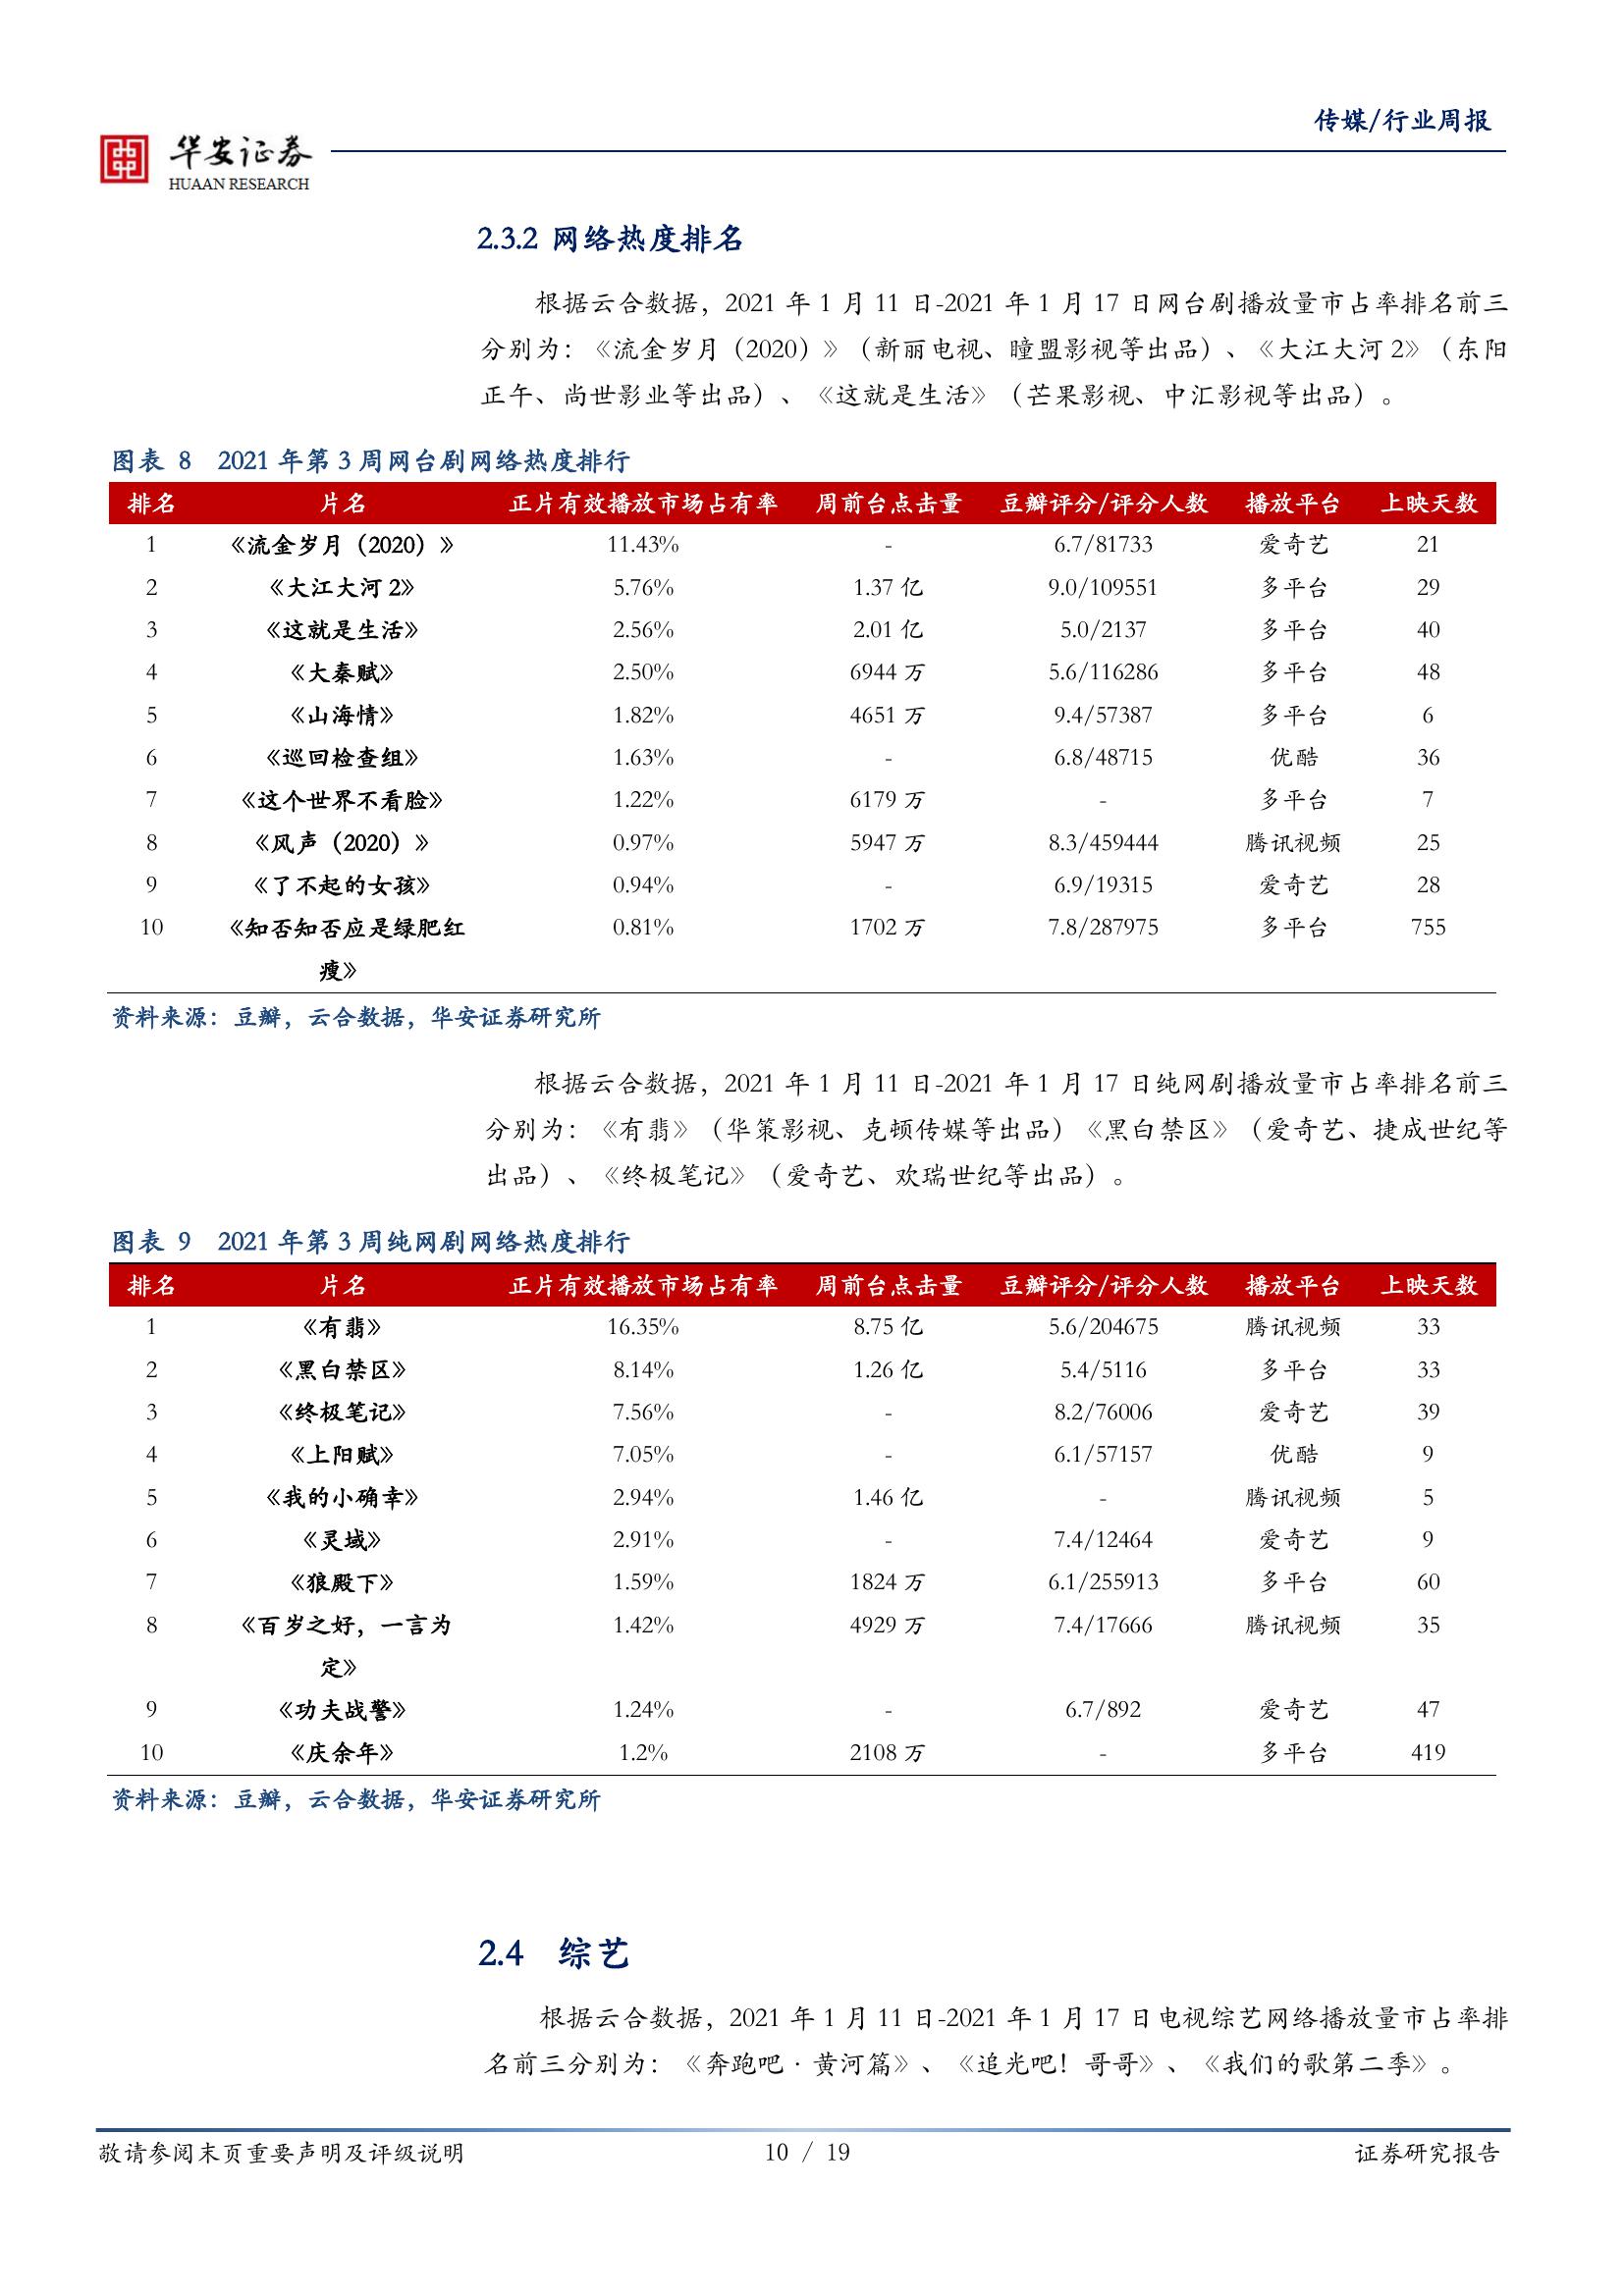 传媒/行业周报
华安证券
HUAAN RESEARCH
2.3.2 网络热度排名
根据云合数据，2021 年 1 月 11 日-2021 年 1 月 17 日网台剧播放量市占率排名前三
分别为：《流金岁月（2020）》（新丽电视、瞳盟影视等出品）、《大江大河 2》（东阳
正午、尚世影业等出品）、《这就是生活》（芒果影视、中汇影视等出品）。
图表 8 2021 年第 3 周网台剧网络热度排行
排名 片名 正片有效播放市场占有率 周前台点击量 豆瓣评分/评分人数 播放平台 上映天数
1 《流金岁月（2020）》 11.43% - 6.7/81733 爱奇艺 21
2 《大江大河 2》 5.76% 1.37 亿 9.0/109551 多平台 29
3 《这就是生活》 2.56% 2.01 亿 5.0/2137 多平台 40
4 《大秦赋》 2.50% 6944 万 5.6/116286 多平台 48
5 《山海情》 1.82% 4651 万 9.4/57387 多平台 6
6 《巡回检查组》 1.63% - 6.8/48715 优酷 36
7 《这个世界不看脸》 1.22% 6179 万 - 多平台 7
8 《风声（2020）》 0.97% 5947 万 8.3/459444 腾讯视频 25
9 《了不起的女孩》 0.94% - 6.9/19315 爱奇艺 28
10 《知否知否应是绿肥红 0.81% 1702 万 7.8/287975 多平台 755
瘦》
资料来源：豆瓣，云合数据，华安证券研究所
根据云合数据，2021 年 1 月 11 日-2021 年 1 月 17 日纯网剧播放量市占率排名前三
分别为：《有翡》（华策影视、克顿传媒等出品）《黑白禁区》（爱奇艺、捷成世纪等
出品）、《终极笔记》（爱奇艺、欢瑞世纪等出品）。
图表 9 2021 年第 3 周纯网剧网络热度排行
排名 片名 正片有效播放市场占有率 周前台点击量 豆瓣评分/评分人数 播放平台 上映天数
1 《有翡》 16.35% 8.75 亿 5.6/204675 腾讯视频 33
2 《黑白禁区》 8.14% 1.26 亿 5.4/5116 多平台 33
3 《终极笔记》 7.56% - 8.2/76006 爱奇艺 39
4 《上阳赋》 7.05% - 6.1/57157 优酷 9
5 《我的小确幸》 2.94% 1.46 亿 - 腾讯视频 5
6 《灵域》 2.91% - 7.4/12464 爱奇艺 9
7 《狼殿下》 1.59% 1824 万 6.1/255913 多平台 60
8 《百岁之好，一言为 1.42% 4929 万 7.4/17666 腾讯视频 35
定》
9 《功夫战警》 1.24% - 6.7/892 爱奇艺 47
10 《庆余年》 1.2% 2108 万 - 多平台 419
资料来源：豆瓣，云合数据，华安证券研究所
2.4 综艺
根据云合数据，2021 年 1 月 11 日-2021 年 1 月 17 日电视综艺网络播放量市占率排
名前三分别为：《奔跑吧·黄河篇》、《追光吧！哥哥》、《我们的歌第二季》。
敬请参阅末页重要声明及评级说明 10 / 19 证券研究报告